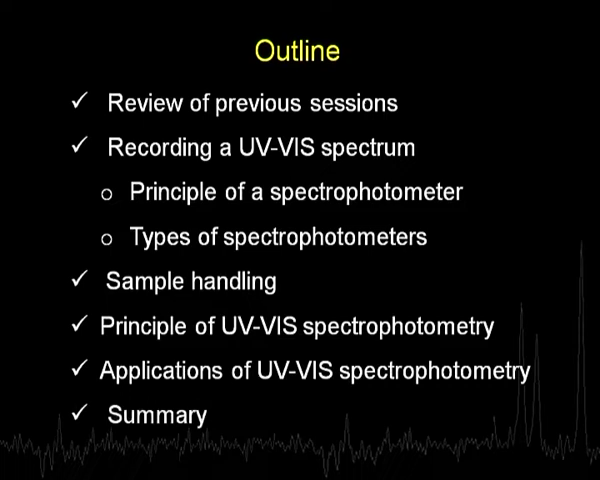 Outline
✓ Review of previous sessions
✓ Recording a UV-VIS spectrum
o Principle of a spectrophotometer
o Types of spectrophotometers
✓ Sample handling
✓ Principle of UV-VIS spectrophotometry
✓ Applications of UV-VIS spectrophotometry
✓ Summary